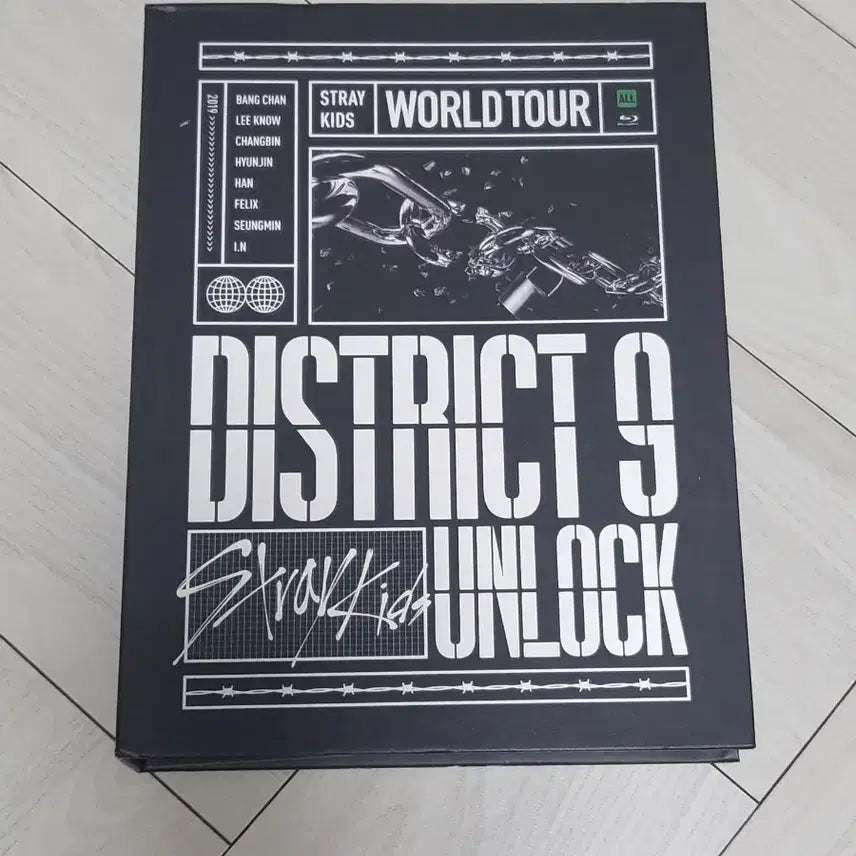 2019
BANG CHAN
LEE KNOW
CHANGBIN
HYUNJIN
HAN
FELIX
SEUNGMIN
I.N
STRAY
KIDS
WORLD TOUR
ALL
DISTRICT 9
Stray Kids
UNLOCK